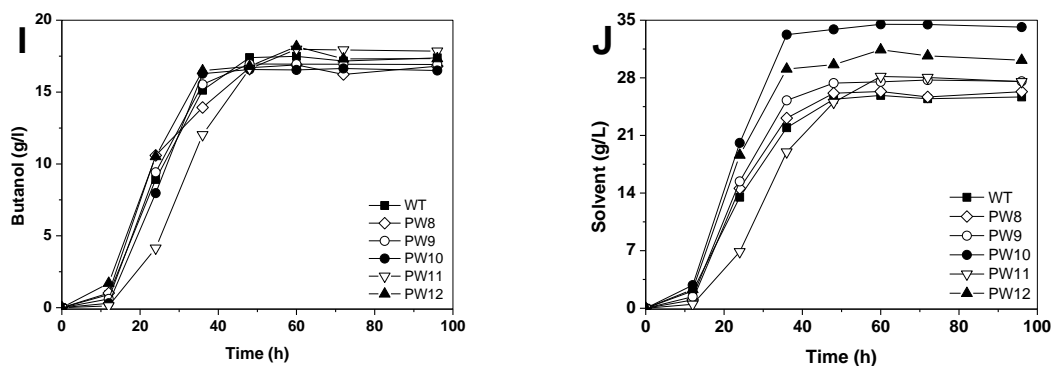 I
20
15
10
5
0
Butanol (g/l)
WT
PW8
PW9
PW10
PW11
PW12
0 20 40 60 80 100
Time (h)
J
35
28
21
14
7
0
Solvent (g/L)
WT
PW8
PW9
PW10
PW11
PW12
0 20 40 60 80 100
Time (h)